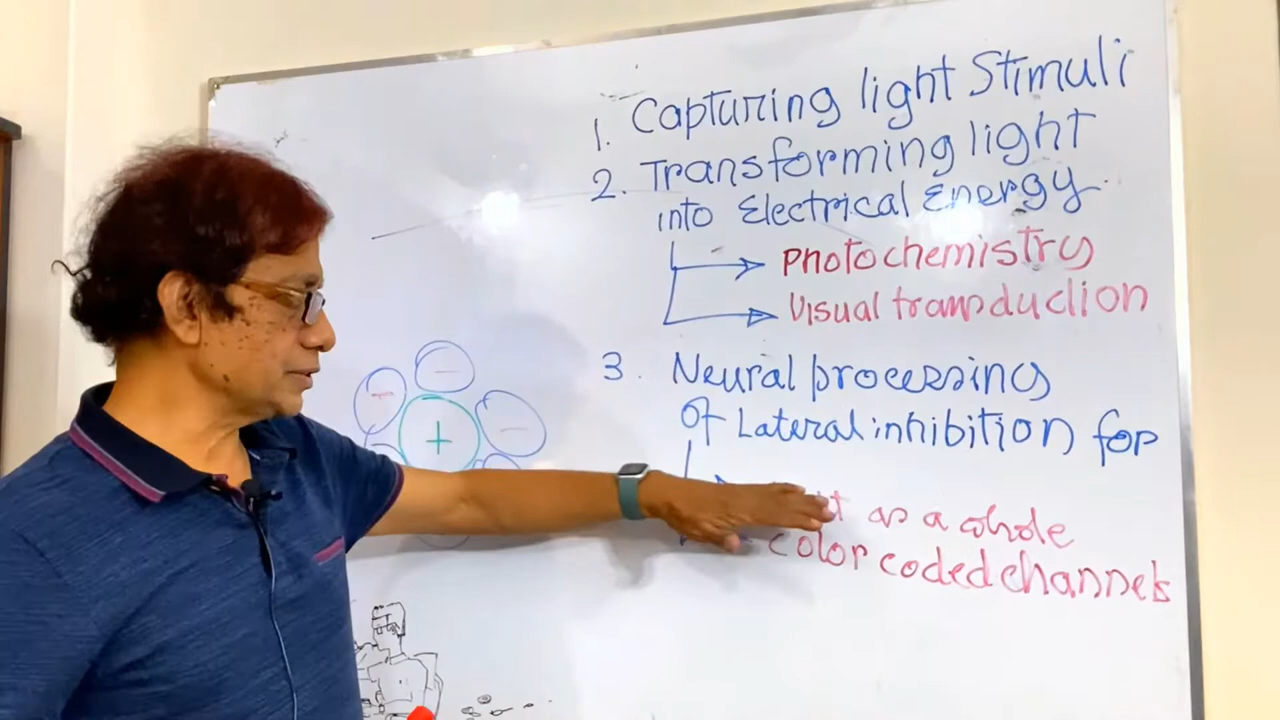 1. Capturing light Stimuli
2. Transforming light
into Electrical Energy
Photochemistry
Visual transduction
3. Neural processing
of Lateral inhibition for
as a whole
color coded channels
+
−
−
−